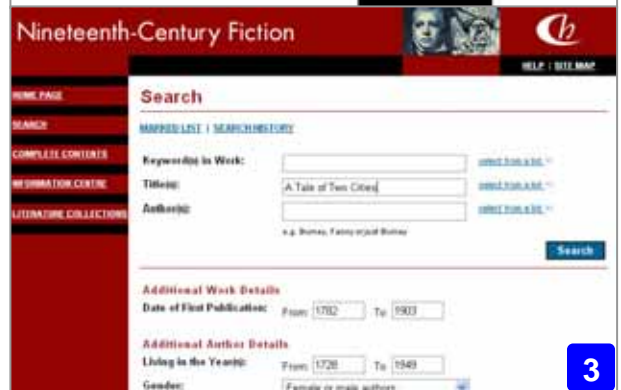 Nineteenth-Century Fiction
HELP | SITE MAP
HOME PAGE
SEARCH
COMPLETE CONTENTS
INFORMATION CENTRE
LITERATURE COLLECTIONS
Search
MARKED LIST | SEARCH HISTORY
Keyword(s) in Work: select from a list
Title(s): A Tale of Two Cities select from a list
Author(s): select from a list
e.g. Burney, Fanny or just Burney
Search
Additional Work Details
Date of First Publication: From: 1782 To: 1903
Additional Author Details
Living in the Year(s): From: 1728 To: 1949
Gender: Female or male authors
3